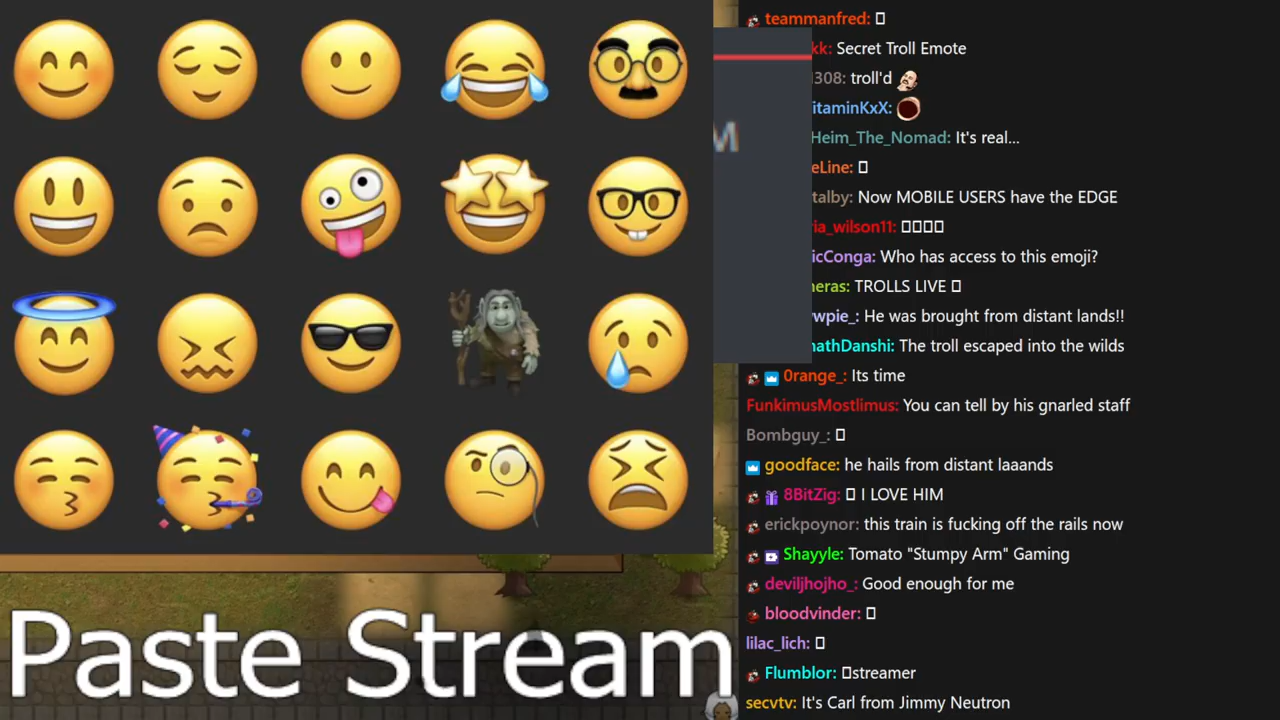 teammanfred:
kk: Secret Troll Emote
308: troll'd
itaminKxX:
Heim_The_Nomad: It's real...
eLine:
talby: Now MOBILE USERS have the EDGE
ia_wilson11:
icConga: Who has access to this emoji?
neras: TROLLS LIVE
wpie_: He was brought from distant lands!!
nathDanshi: The troll escaped into the wilds
0range_: Its time
FunkimusMostlimus: You can tell by his gnarled staff
Bombguy_:
goodface: he hails from distant laaands
8BitZig: I LOVE HIM
erickpoynor: this train is fucking off the rails now
Shayyle: Tomato "Stumpy Arm" Gaming
deviljhojho_: Good enough for me
bloodvinder:
lilac_lich:
Flumblor: streamer
secvtv: It's Carl from Jimmy Neutron
M
Paste Stream